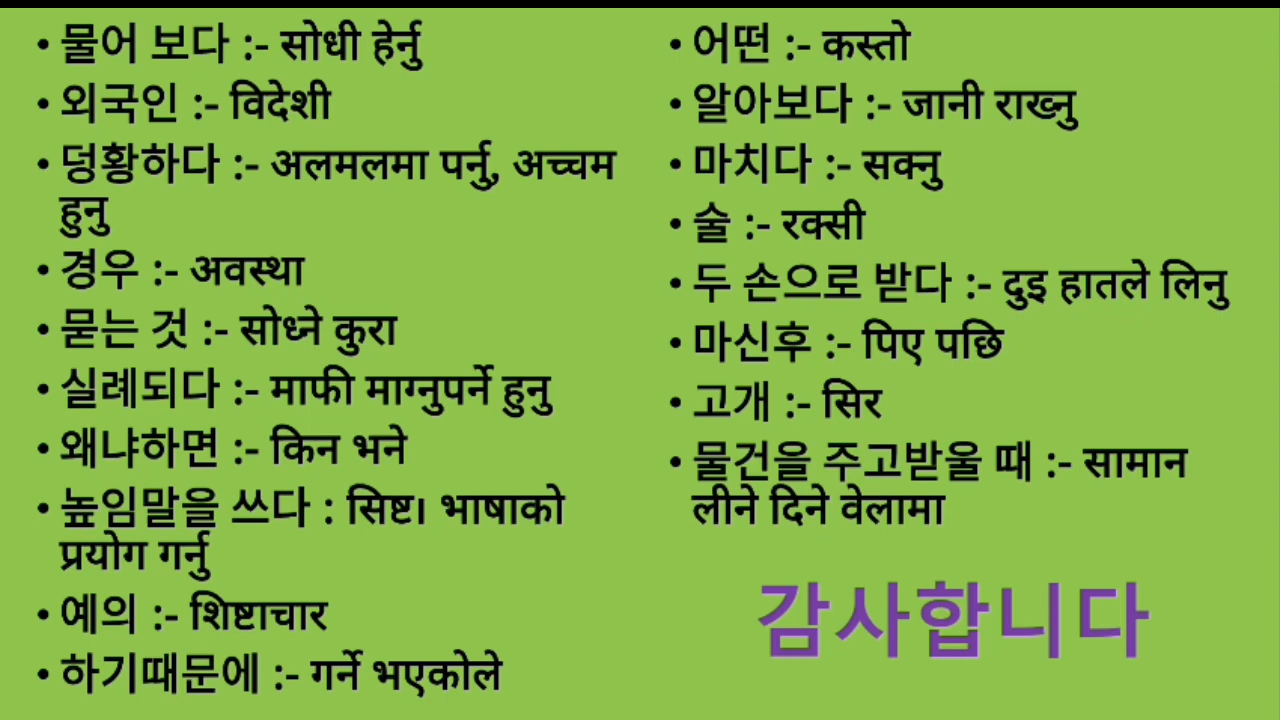 • 물어 보다 :- सोधी हेर्नु
• 외국인 :- विदेशी
• 덩황하다 :- अलमलमा पर्नु, अच्चम
हुनु
• 경우 :- अवस्था
• 묻는 것 :- सोध्ने कुरा
• 실례되다 :- माफी माग्नुपर्ने हुनु
• 왜냐하면 :- किन भने
• 높임말을 쓰다 : सिष्ट। भाषाको
प्रयोग गर्नु
• 예의 :- शिष्टाचार
• 하기때문에 :- गर्ने भएकोले
• 어떤 :- कस्तो
• 알아보다 :- जानी राख्नु
• 마치다 :- सक्नु
• 술 :- रक्सी
• 두 손으로 받다 :- दुइ हातले लिनु
• 마신후 :- पिए पछि
• 고개 :- सिर
• 물건을 주고받울 때 :- सामान
लीने दिने वेलामा
감사합니다